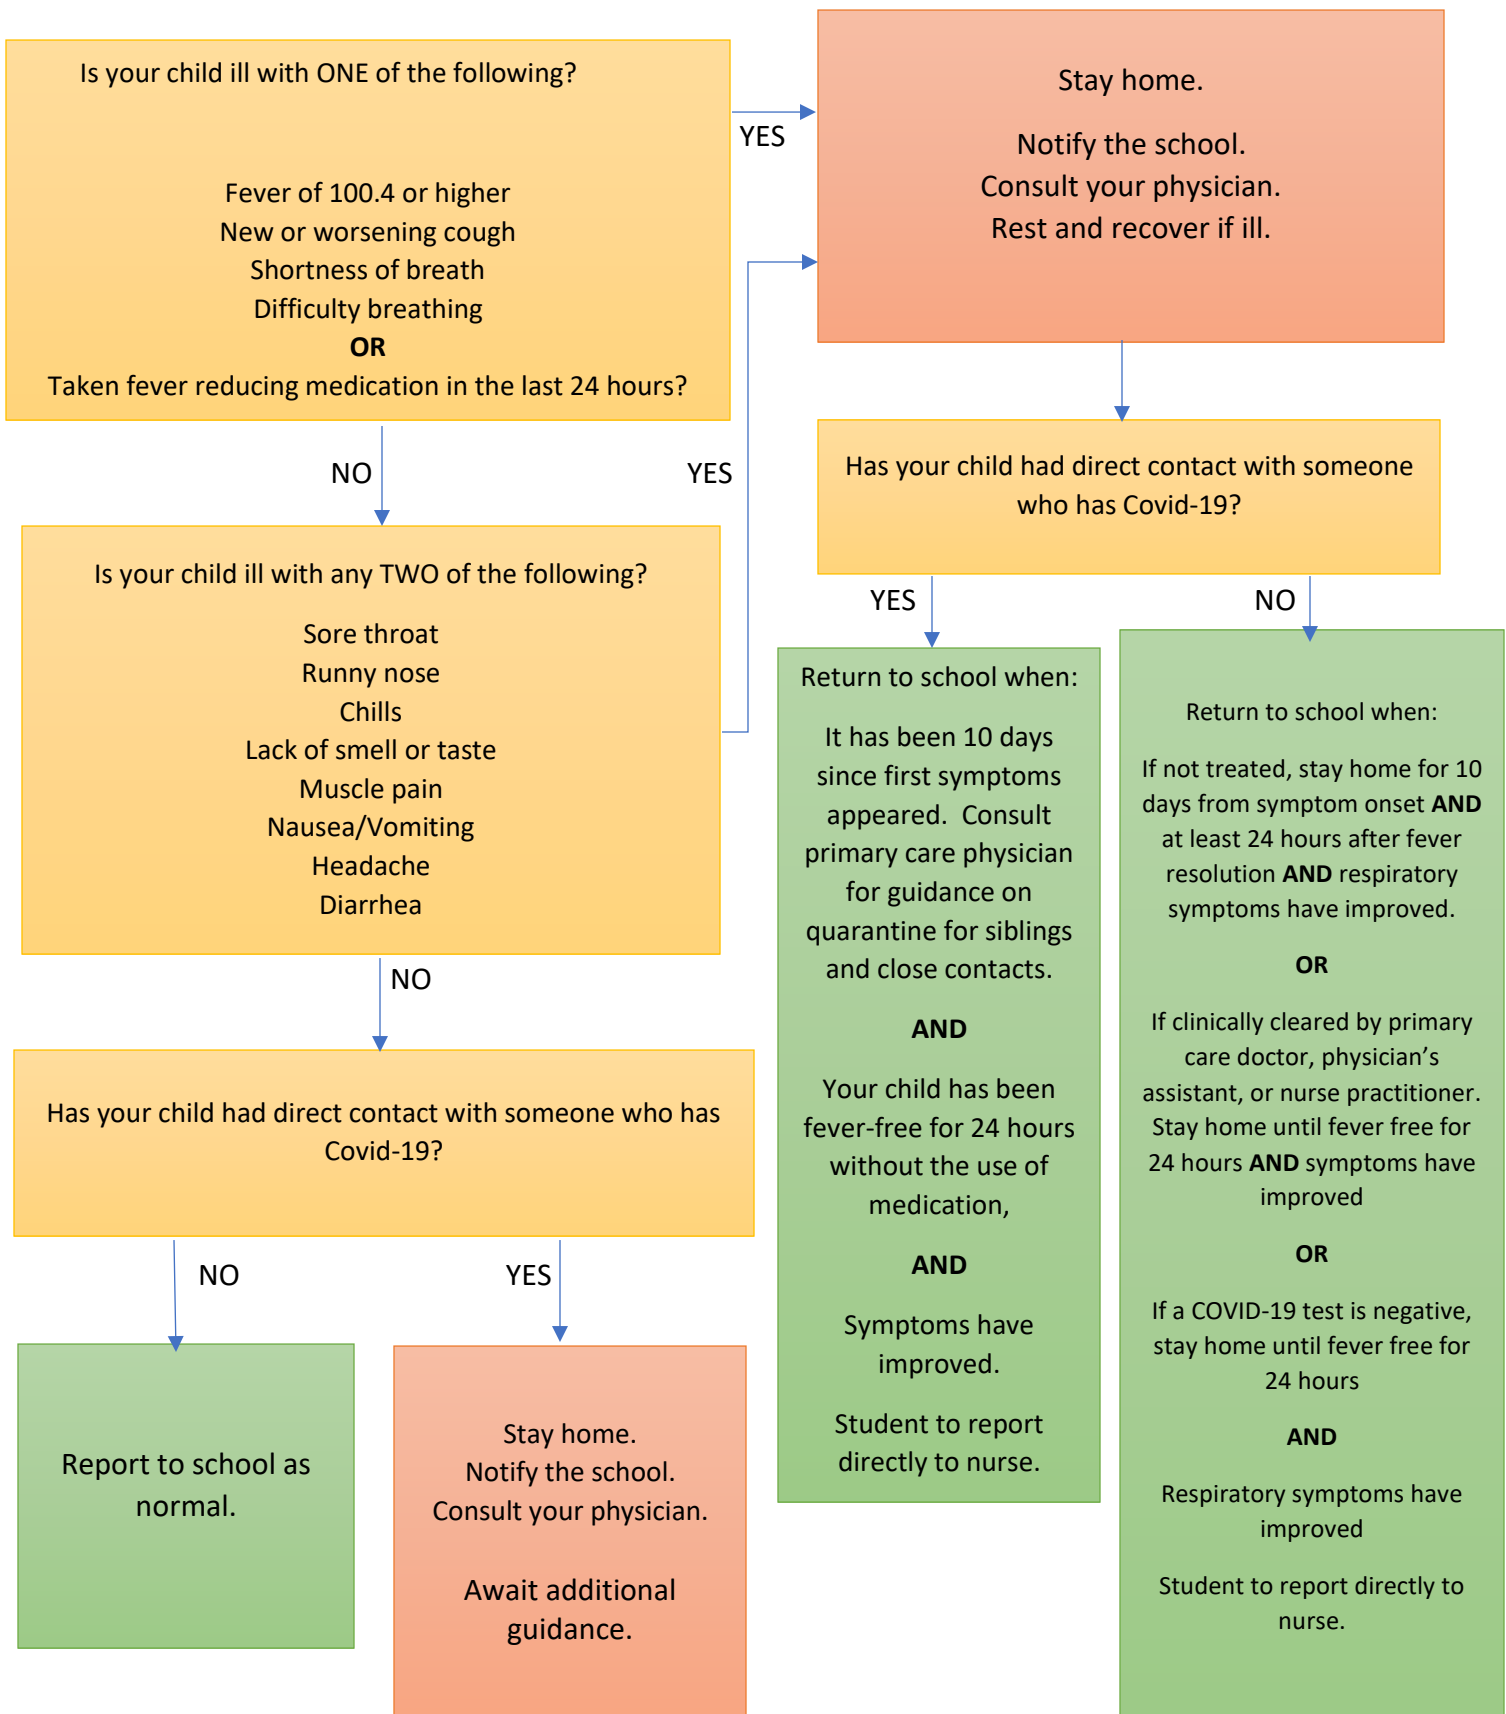 Is your child ill with ONE of the following?
Fever of 100.4 or higher
New or worsening cough
Shortness of breath
Difficulty breathing
OR
Taken fever reducing medication in the last 24 hours?
YES
Stay home.
Notify the school.
Consult your physician.
Rest and recover if ill.
NO
YES
Is your child ill with any TWO of the following?
Sore throat
Runny nose
Chills
Lack of smell or taste
Muscle pain
Nausea/Vomiting
Headache
Diarrhea
NO
Has your child had direct contact with someone who has
Covid-19?
NO
YES
Report to school as
normal.
Stay home.
Notify the school.
Consult your physician.
Await additional
guidance.
Has your child had direct contact with someone
who has Covid-19?
YES
NO
Return to school when:
It has been 10 days
since first symptoms
appeared.  Consult
primary care physician
for guidance on
quarantine for siblings
and close contacts.
AND
Your child has been
fever-free for 24 hours
without the use of
medication,
AND
Symptoms have
improved.
Student to report
directly to nurse.
Return to school when:
If not treated, stay home for 10
days from symptom onset AND
at least 24 hours after fever
resolution AND respiratory
symptoms have improved.
OR
If clinically cleared by primary
care doctor, physician’s
assistant, or nurse practitioner.
Stay home until fever free for
24 hours AND symptoms have
improved
OR
If a COVID-19 test is negative,
stay home until fever free for
24 hours
AND
Respiratory symptoms have
improved
Student to report directly to
nurse.